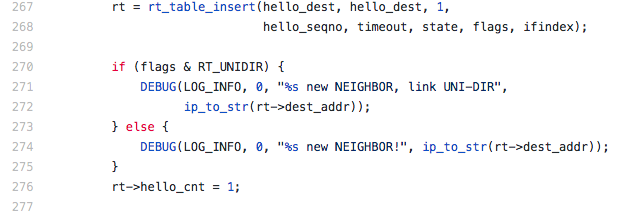 267 rt = rt_table_insert(hello_dest, hello_dest, 1,
268 hello_seqno, timeout, state, flags, ifindex);
269
270 if (flags & RT_UNIDIR) {
271 DEBUG(LOG_INFO, 0, "%s new NEIGHBOR, link UNI-DIR",
272 ip_to_str(rt->dest_addr));
273 } else {
274 DEBUG(LOG_INFO, 0, "%s new NEIGHBOR!", ip_to_str(rt->dest_addr));
275 }
276 rt->hello_cnt = 1;
277